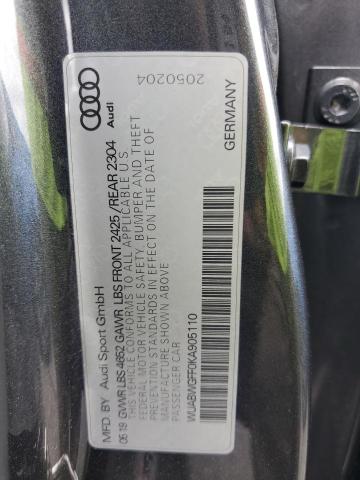 2050204
Audi
GERMANY
MFD. BY Audi Sport GmbH
05 19 GVWR LBS 4652 GAWR LBS FRONT 2425 / REAR 2304
THIS VEHICLE CONFORMS TO ALL APPLICABLE U.S.
FEDERAL MOTOR VEHICLE SAFETY, BUMPER AND THEFT
PREVENTION STANDARDS IN EFFECT ON THE DATE OF
MANUFACTURE SHOWN ABOVE.
PASSENGER CAR
WUABWGFF0KA905110